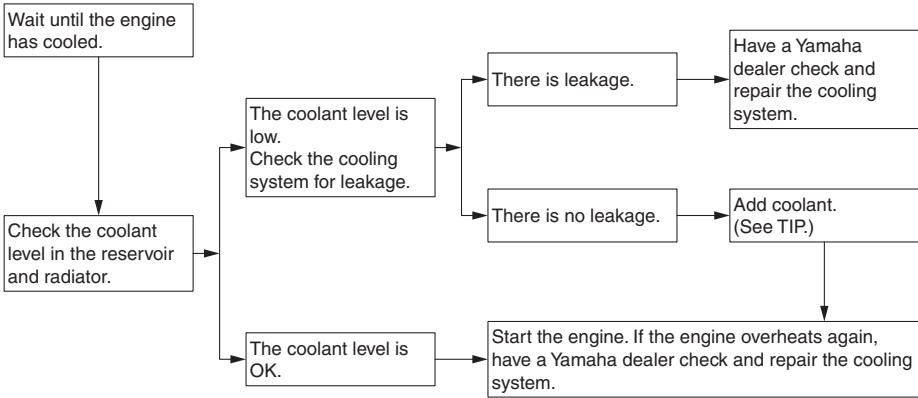 Wait until the engine
has cooled.
Check the coolant
level in the reservoir
and radiator.
The coolant level is
low.
Check the cooling
system for leakage.
The coolant level is
OK.
There is leakage.
There is no leakage.
Have a Yamaha
dealer check and
repair the cooling
system.
Add coolant.
(See TIP.)
Start the engine. If the engine overheats again,
have a Yamaha dealer check and repair the cooling
system.